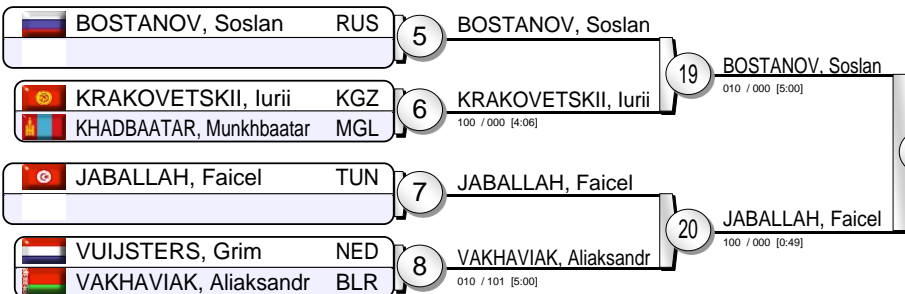 BOSTANOV, Soslan RUS
5
BOSTANOV, Soslan
KRAKOVETSKII, Iurii KGZ
KHADBAATAR, Munkhbaatar MGL
6
KRAKOVETSKII, Iurii
100 / 000 [4:06]
19
BOSTANOV, Soslan
010 / 000 [5:00]
JABALLAH, Faicel TUN
7
JABALLAH, Faicel
VUIJSTERS, Grim NED
VAKHAVIAK, Aliaksandr BLR
8
VAKHAVIAK, Aliaksandr
010 / 101 [5:00]
20
JABALLAH, Faicel
100 / 000 [0:49]